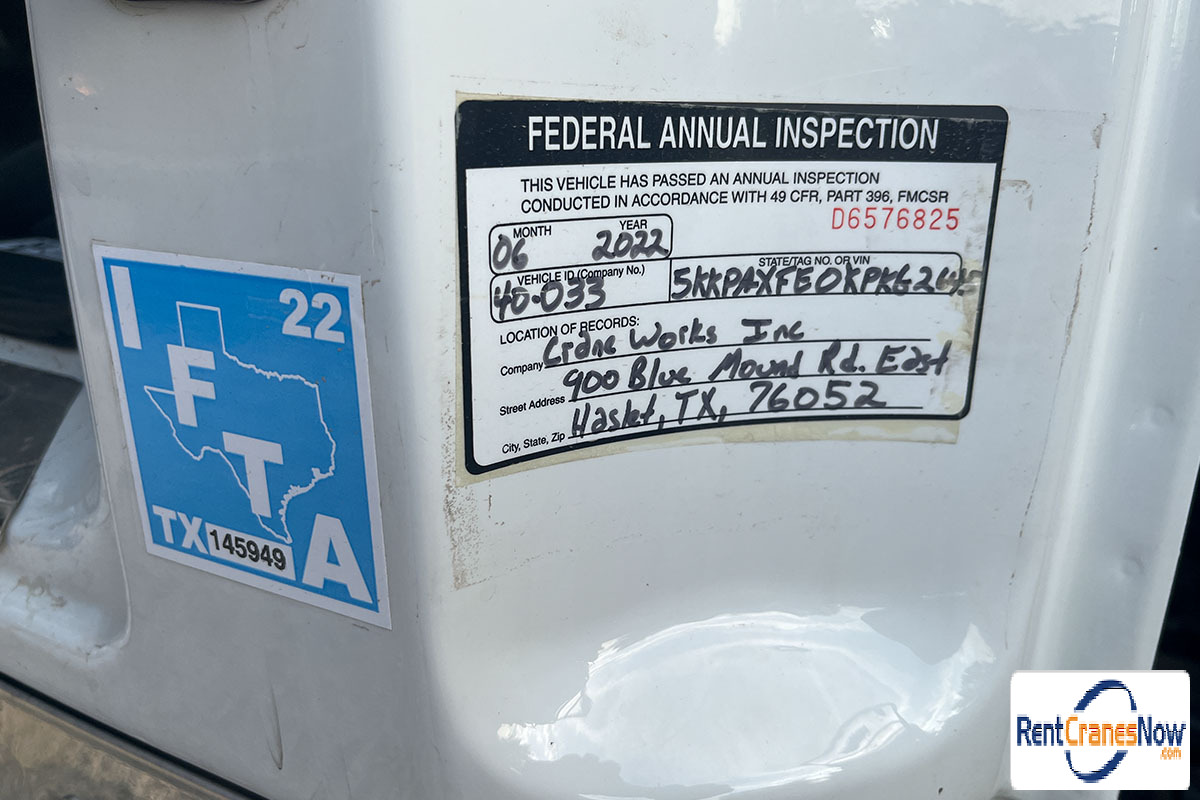 FEDERAL ANNUAL INSPECTION
THIS VEHICLE HAS PASSED AN ANNUAL INSPECTION
CONDUCTED IN ACCORDANCE WITH 49 CFR, PART 396, FMCSR
D6576825
MONTH YEAR
06 2022
VEHICLE ID (Company No.) STATE/TAG NO. OR VIN
40-033
LOCATION OF RECORDS:
Company Crane Works Inc
Street Address 900 Blue Mound Rd. East
City, State, Zip Haslet, TX, 76052
22
I
F
T
A
TX 145949
RentCranesNow
.com